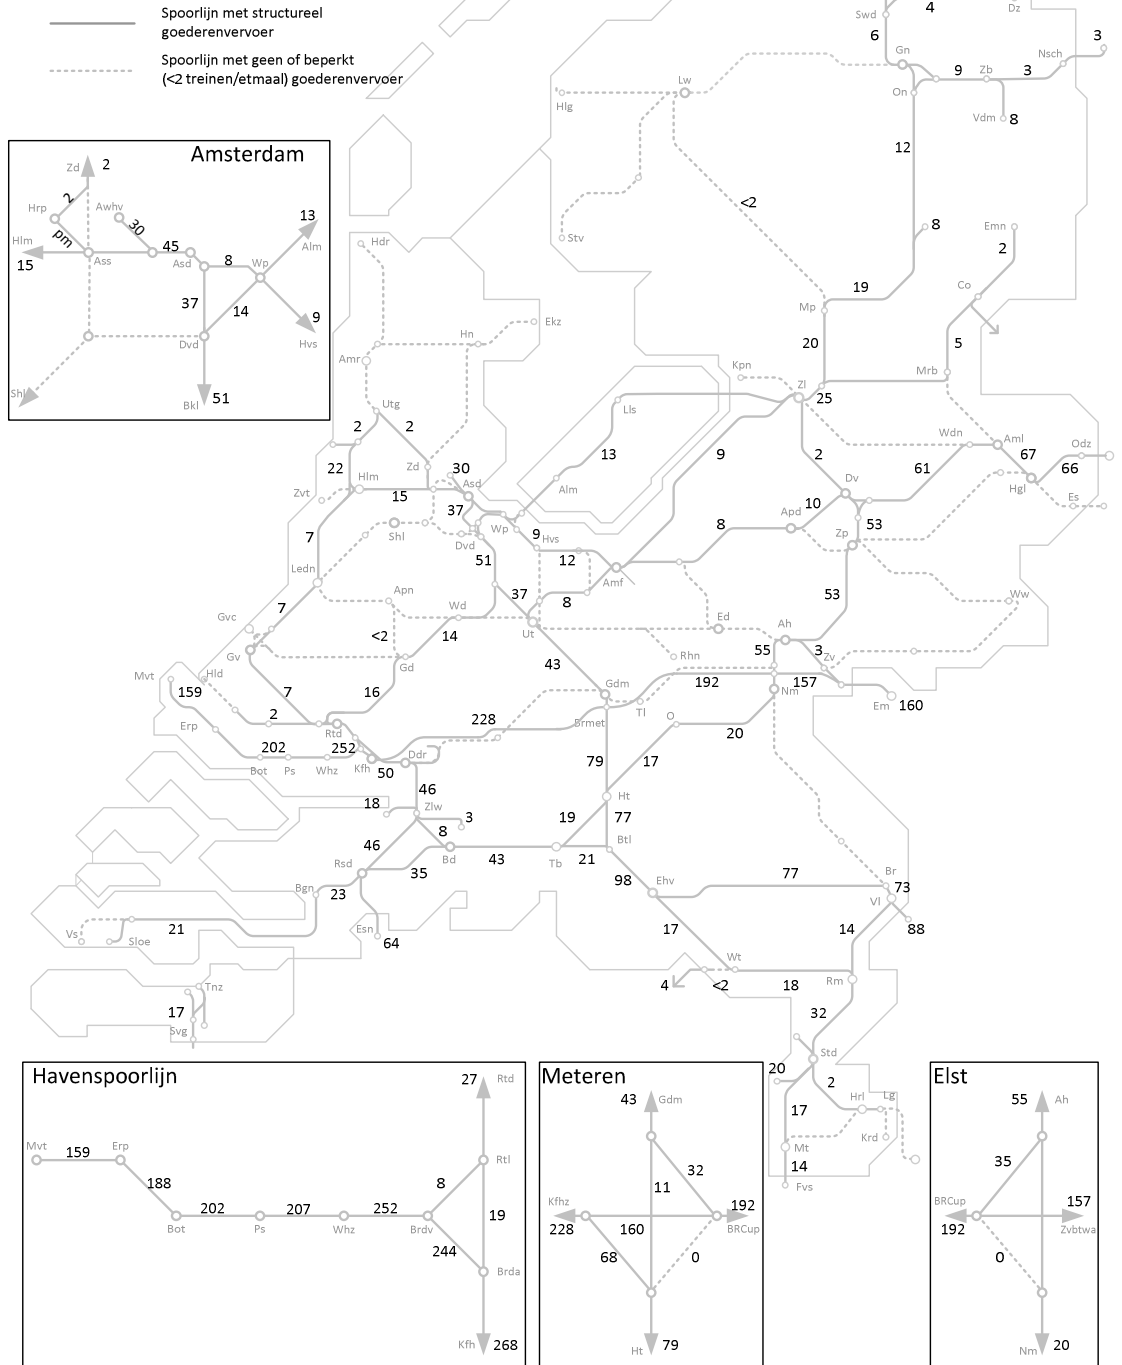 Spoorlijn met structureel
goederenvervoer
Spoorlijn met geen of beperkt
(<2 treinen/etmaal) goederenvervoer
Swd
4
Dz
6
Gn
Nsch
3
9
Zb
3
On
Vdm
8
Lw
Hlg
12
<2
Stv
8
Emn
2
Co
19
Mp
5
20
Mrb
Kpn
Zl
25
Amsterdam
Zd
2
Hrp
2
Awhv
30
13
Hlm
pm
45
Alm
15
Ass
Asd
8
Wp
37
14
9
Dvd
Hvs
Shl
Bkl
51
Hdr
Ekz
Hn
Amr
Utg
2
2
Lls
Zd
22
Hlm
30
13
9
2
Wdn
Aml
67
Odz
66
61
Hgl
Es
Zvt
15
Asd
Alm
Dv
10
Apd
53
37
Wp
8
Zp
7
Shl
Dvd
9
Hvs
51
12
Amf
Ledn
Apn
37
8
53
Ww
7
Gvc
Wd
<2
14
Ut
Ed
Ah
Gv
Gd
43
Rhn
55
3
Zv
Mvt
159
Hld
7
16
Gdm
192
157
Nm
Em
160
Tl
2
228
Brmet
O
20
Erp
Rtd
202
252
Ddr
79
17
Bot
Ps
Whz
Kfh
50
46
Ht
18
Zlw
3
19
77
8
Btl
46
43
Tb
21
Rsd
35
Bd
98
Ehv
77
Br
73
Bgn
23
Vl
Vs
21
Sloe
Esn
64
17
14
88
Wt
4
<2
18
Rm
Tnz
17
Svg
32
Std
20
2
17
Hrl
Lg
Krd
Mt
14
Fvs
Havenspoorlijn
27
Rtd
Mvt
159
Erp
188
8
Rtl
202
207
252
19
Bot
Ps
Whz
Brdv
244
Brda
Kfh
268
Meteren
43
Gdm
32
11
Kfhz
192
228
160
BRCup
68
0
Ht
79
Elst
55
Ah
35
BRCup
157
192
Zvbtwa
0
Nm
20